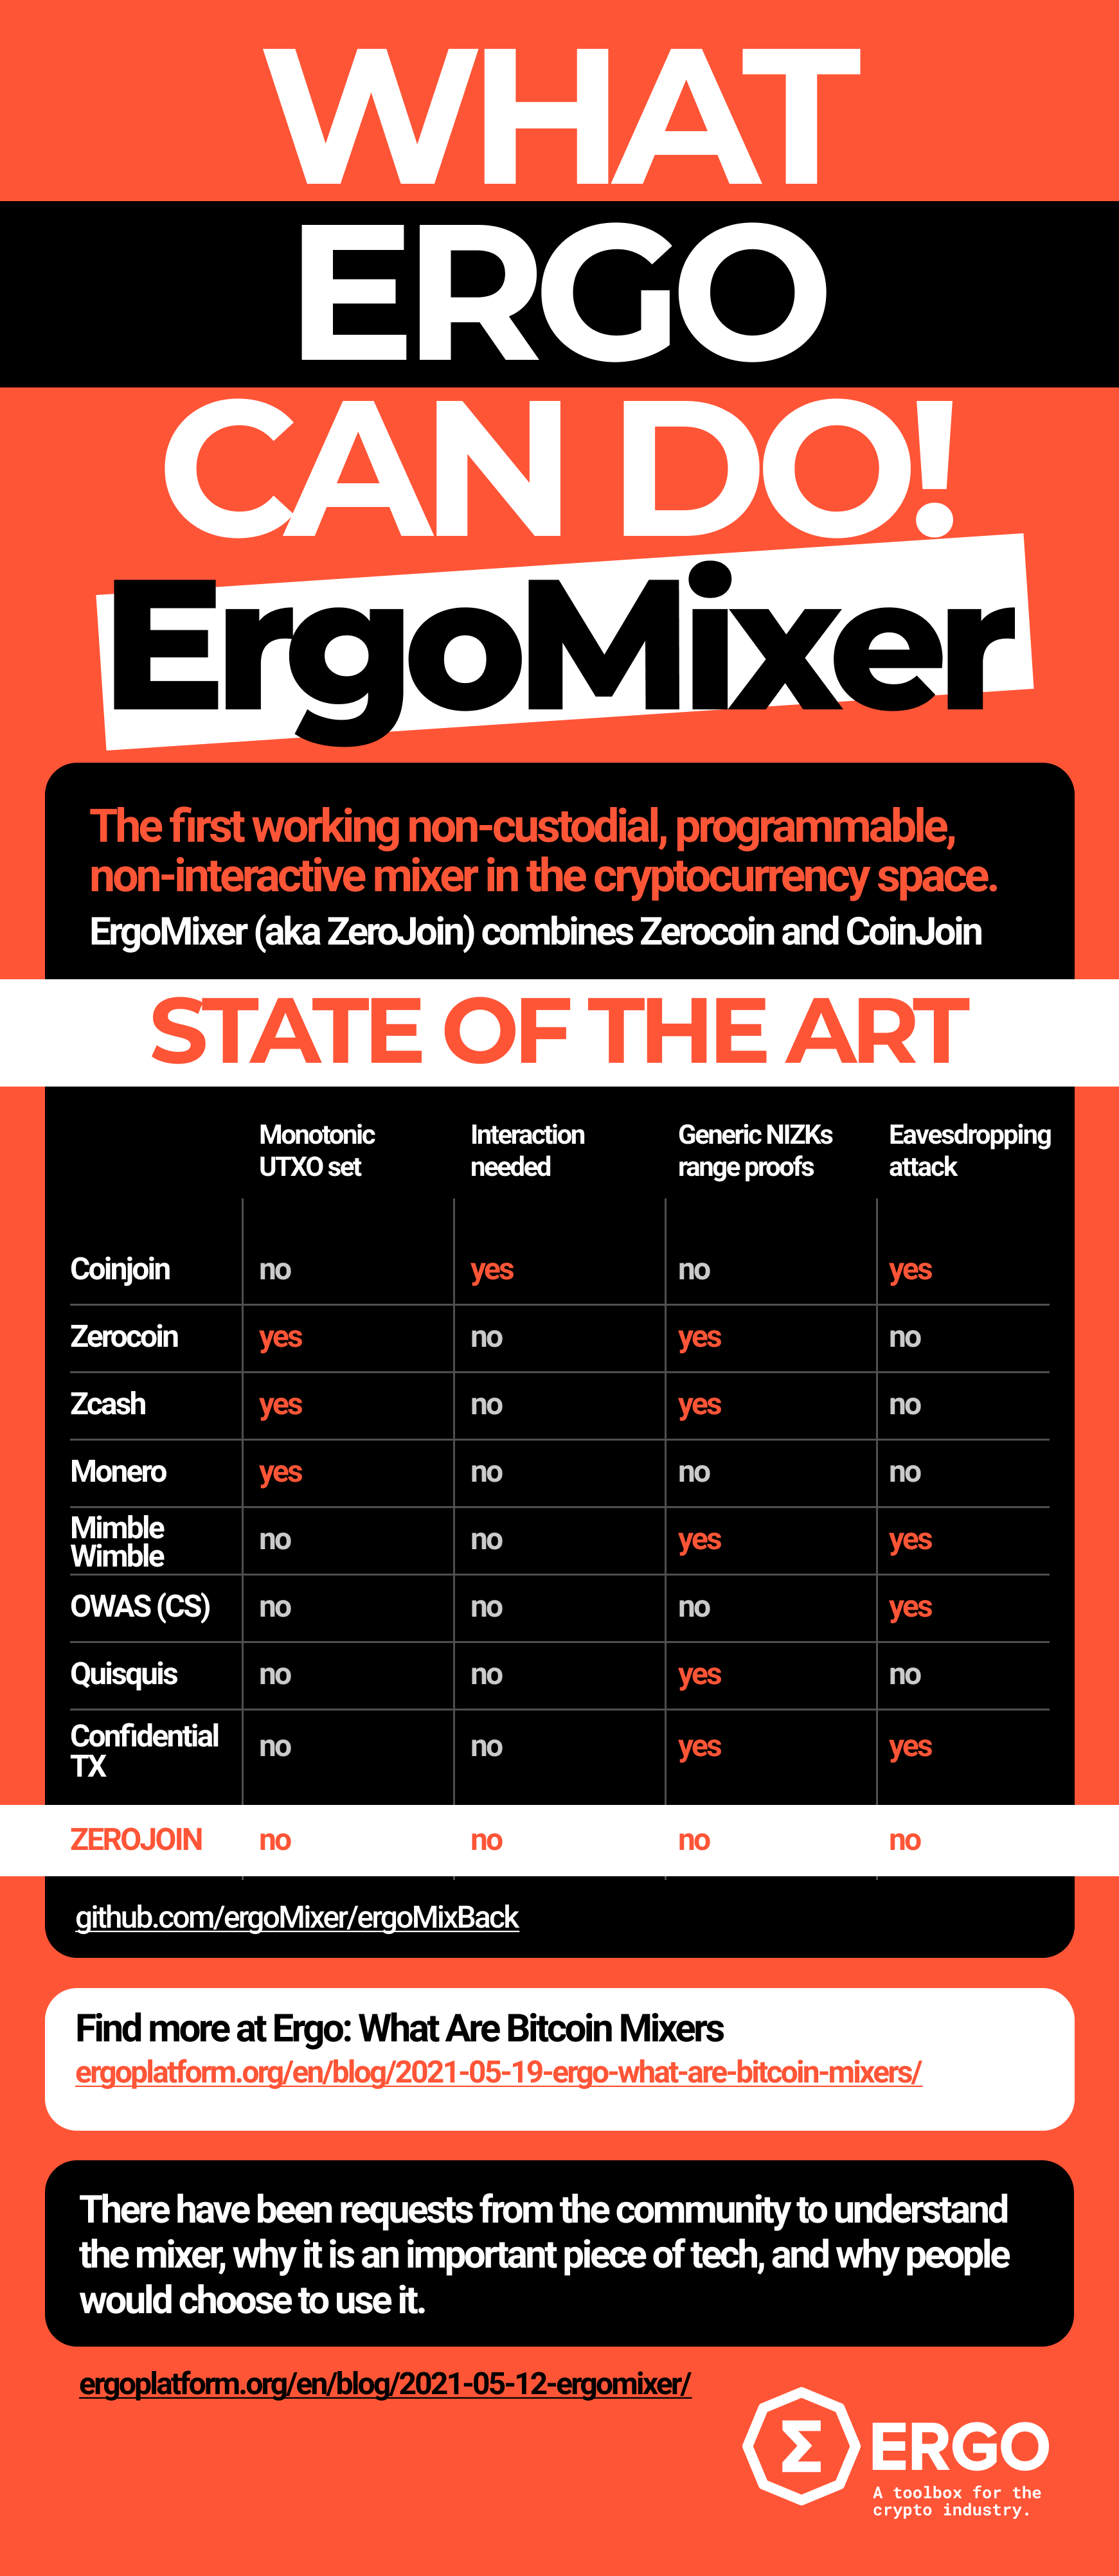 WHAT
ERGO
CAN DO!
ErgoMixer
The first working non-custodial, programmable,
non-interactive mixer in the cryptocurrency space.
ErgoMixer (aka ZeroJoin) combines Zerocoin and CoinJoin
STATE OF THE ART
Monotonic UTXO set Interaction needed Generic NIZKs range proofs Eavesdropping attack
Coinjoin no yes no yes
Zerocoin yes no yes no
Zcash yes no yes no
Monero yes no no no
Mimble Wimble no no yes yes
OWAS (CS) no no no yes
Quisquis no no yes no
Confidential TX no no yes yes
ZEROJOIN no no no no
github.com/ergoMixer/ergoMixBack
Find more at Ergo: What Are Bitcoin Mixers
ergoplatform.org/en/blog/2021-05-19-ergo-what-are-bitcoin-mixers/
There have been requests from the community to understand
the mixer, why it is an important piece of tech, and why people
would choose to use it.
ergoplatform.org/en/blog/2021-05-12-ergomixer/
Σ ERGO
A toolbox for the
crypto industry.